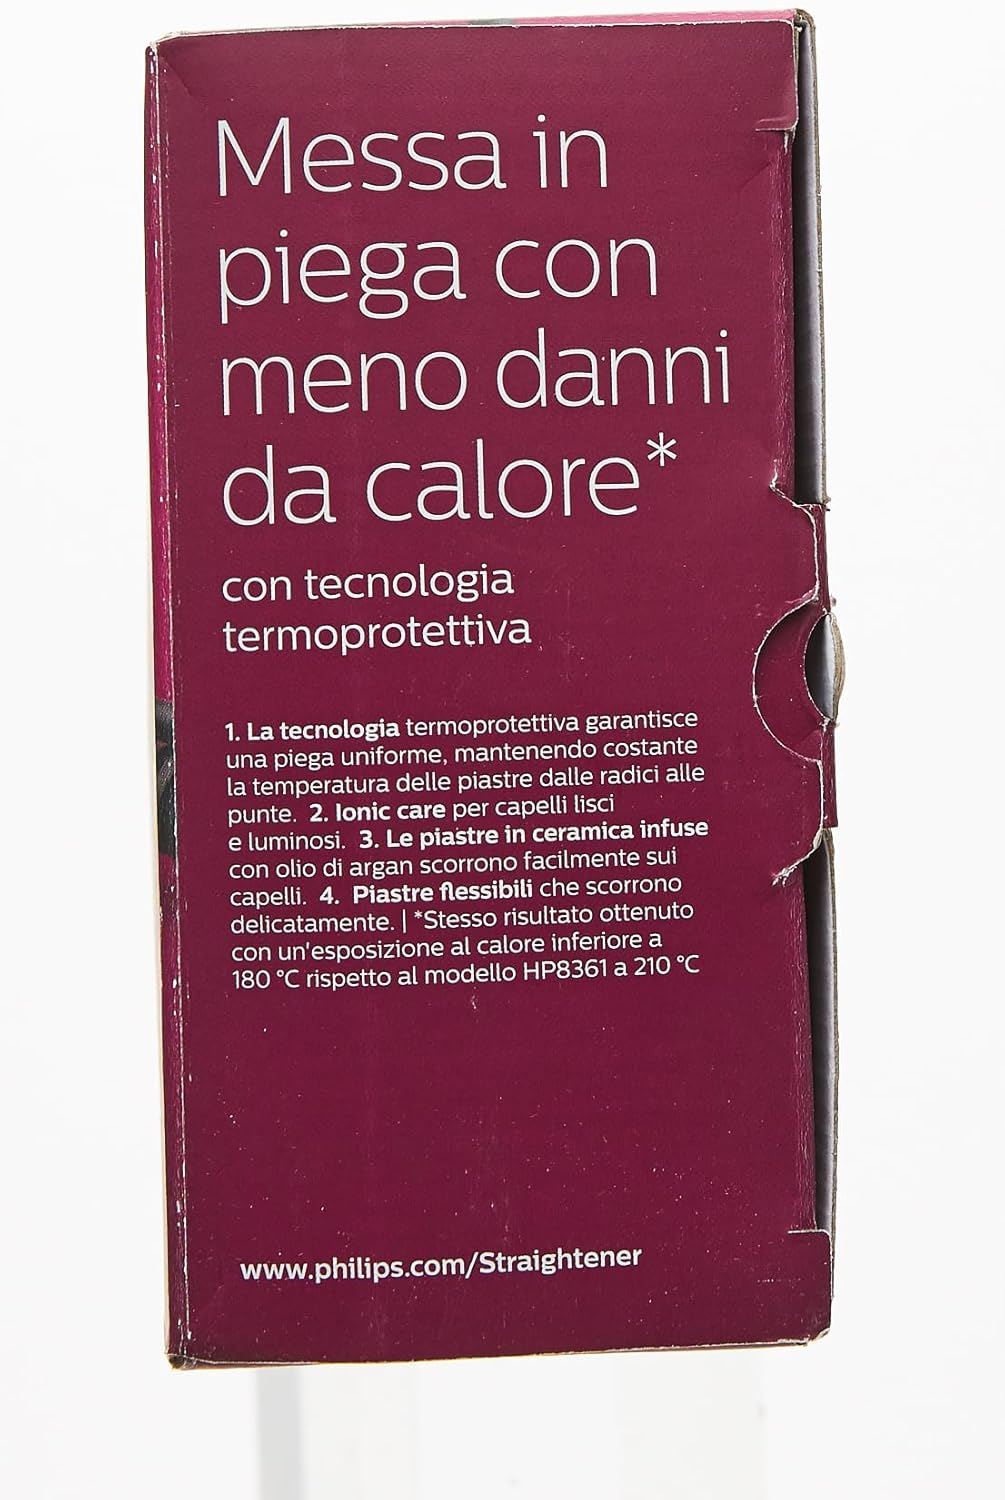 Messa in
piega con
meno danni
da calore*
con tecnologia
termoprotettiva
1. La tecnologia termoprotettiva garantisce
una piega uniforme, mantenendo costante
la temperatura delle piastre dalle radici alle
punte. 2. Ionic care per capelli lisci
e luminosi. 3. Le piastre in ceramica infuse
con olio di argan scorrono facilmente sui
capelli. 4. Piastre flessibili che scorrono
delicatamente. | *Stesso risultato ottenuto
con un'esposizione al calore inferiore a
180 °C rispetto al modello HP8361 a 210 °C
www.philips.com/Straightener